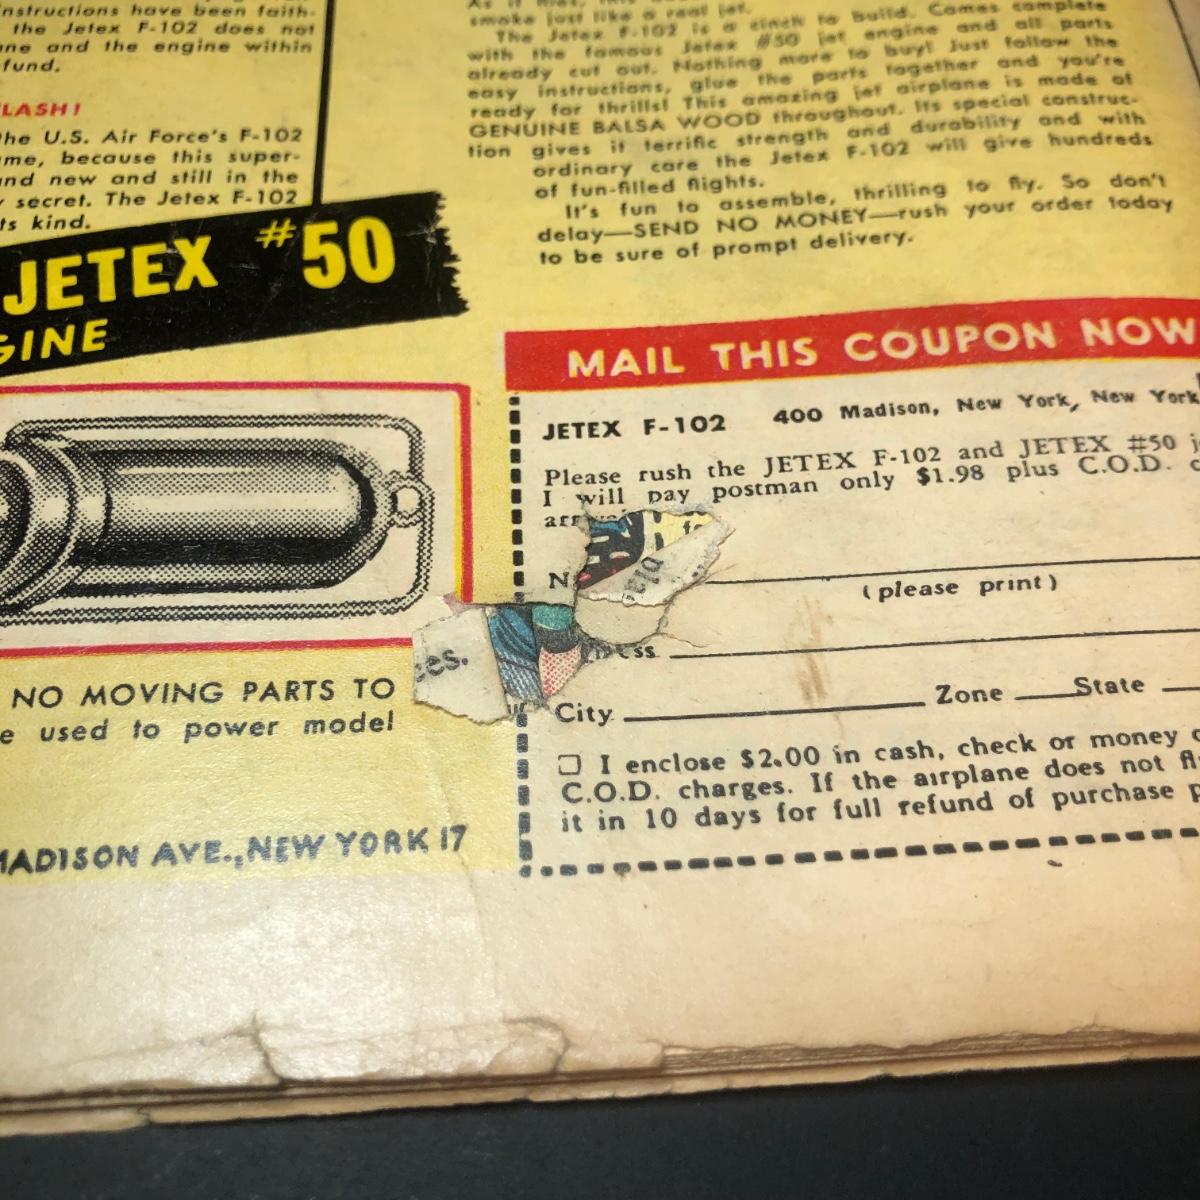 nstructions have been faith-
the Jetex F-102 does not
ane and the engine within
fund.
LASH!
he U.S. Air Force's F-102
me, because this super-
nd new and still in the
secret. The Jetex F-102
ts kind.
JETEX #50
GINE
NO MOVING PARTS TO
e used to power model
MADISON AVE., NEW YORK 17
smoke just like a real jet.
The Jetex F-102 is a cinch to build. Comes complete
with the famous Jetex #50 jet engine and all parts
already cut out. Nothing more to buy! Just follow the
easy instructions, glue the parts together and you're
ready for thrills! This amazing jet airplane is made of
GENUINE BALSA WOOD throughout. Its special construc-
tion gives it terrific strength and durability and with
ordinary care the Jetex F-102 will give hundreds
of fun-filled flights.
It's fun to assemble, thrilling to fly. So don't
delay—SEND NO MONEY—rush your order today
to be sure of prompt delivery.
MAIL THIS COUPON NOW
JETEX F-102 400 Madison, New York, New York
Please rush the JETEX F-102 and JETEX #50 j
I will pay postman only $1.98 plus C.O.D. c
arr
fo
N
pla
(please print)
es.
ess
City Zone State
I enclose $2.00 in cash, check or money o
C.O.D. charges. If the airplane does not fl
it in 10 days for full refund of purchase p